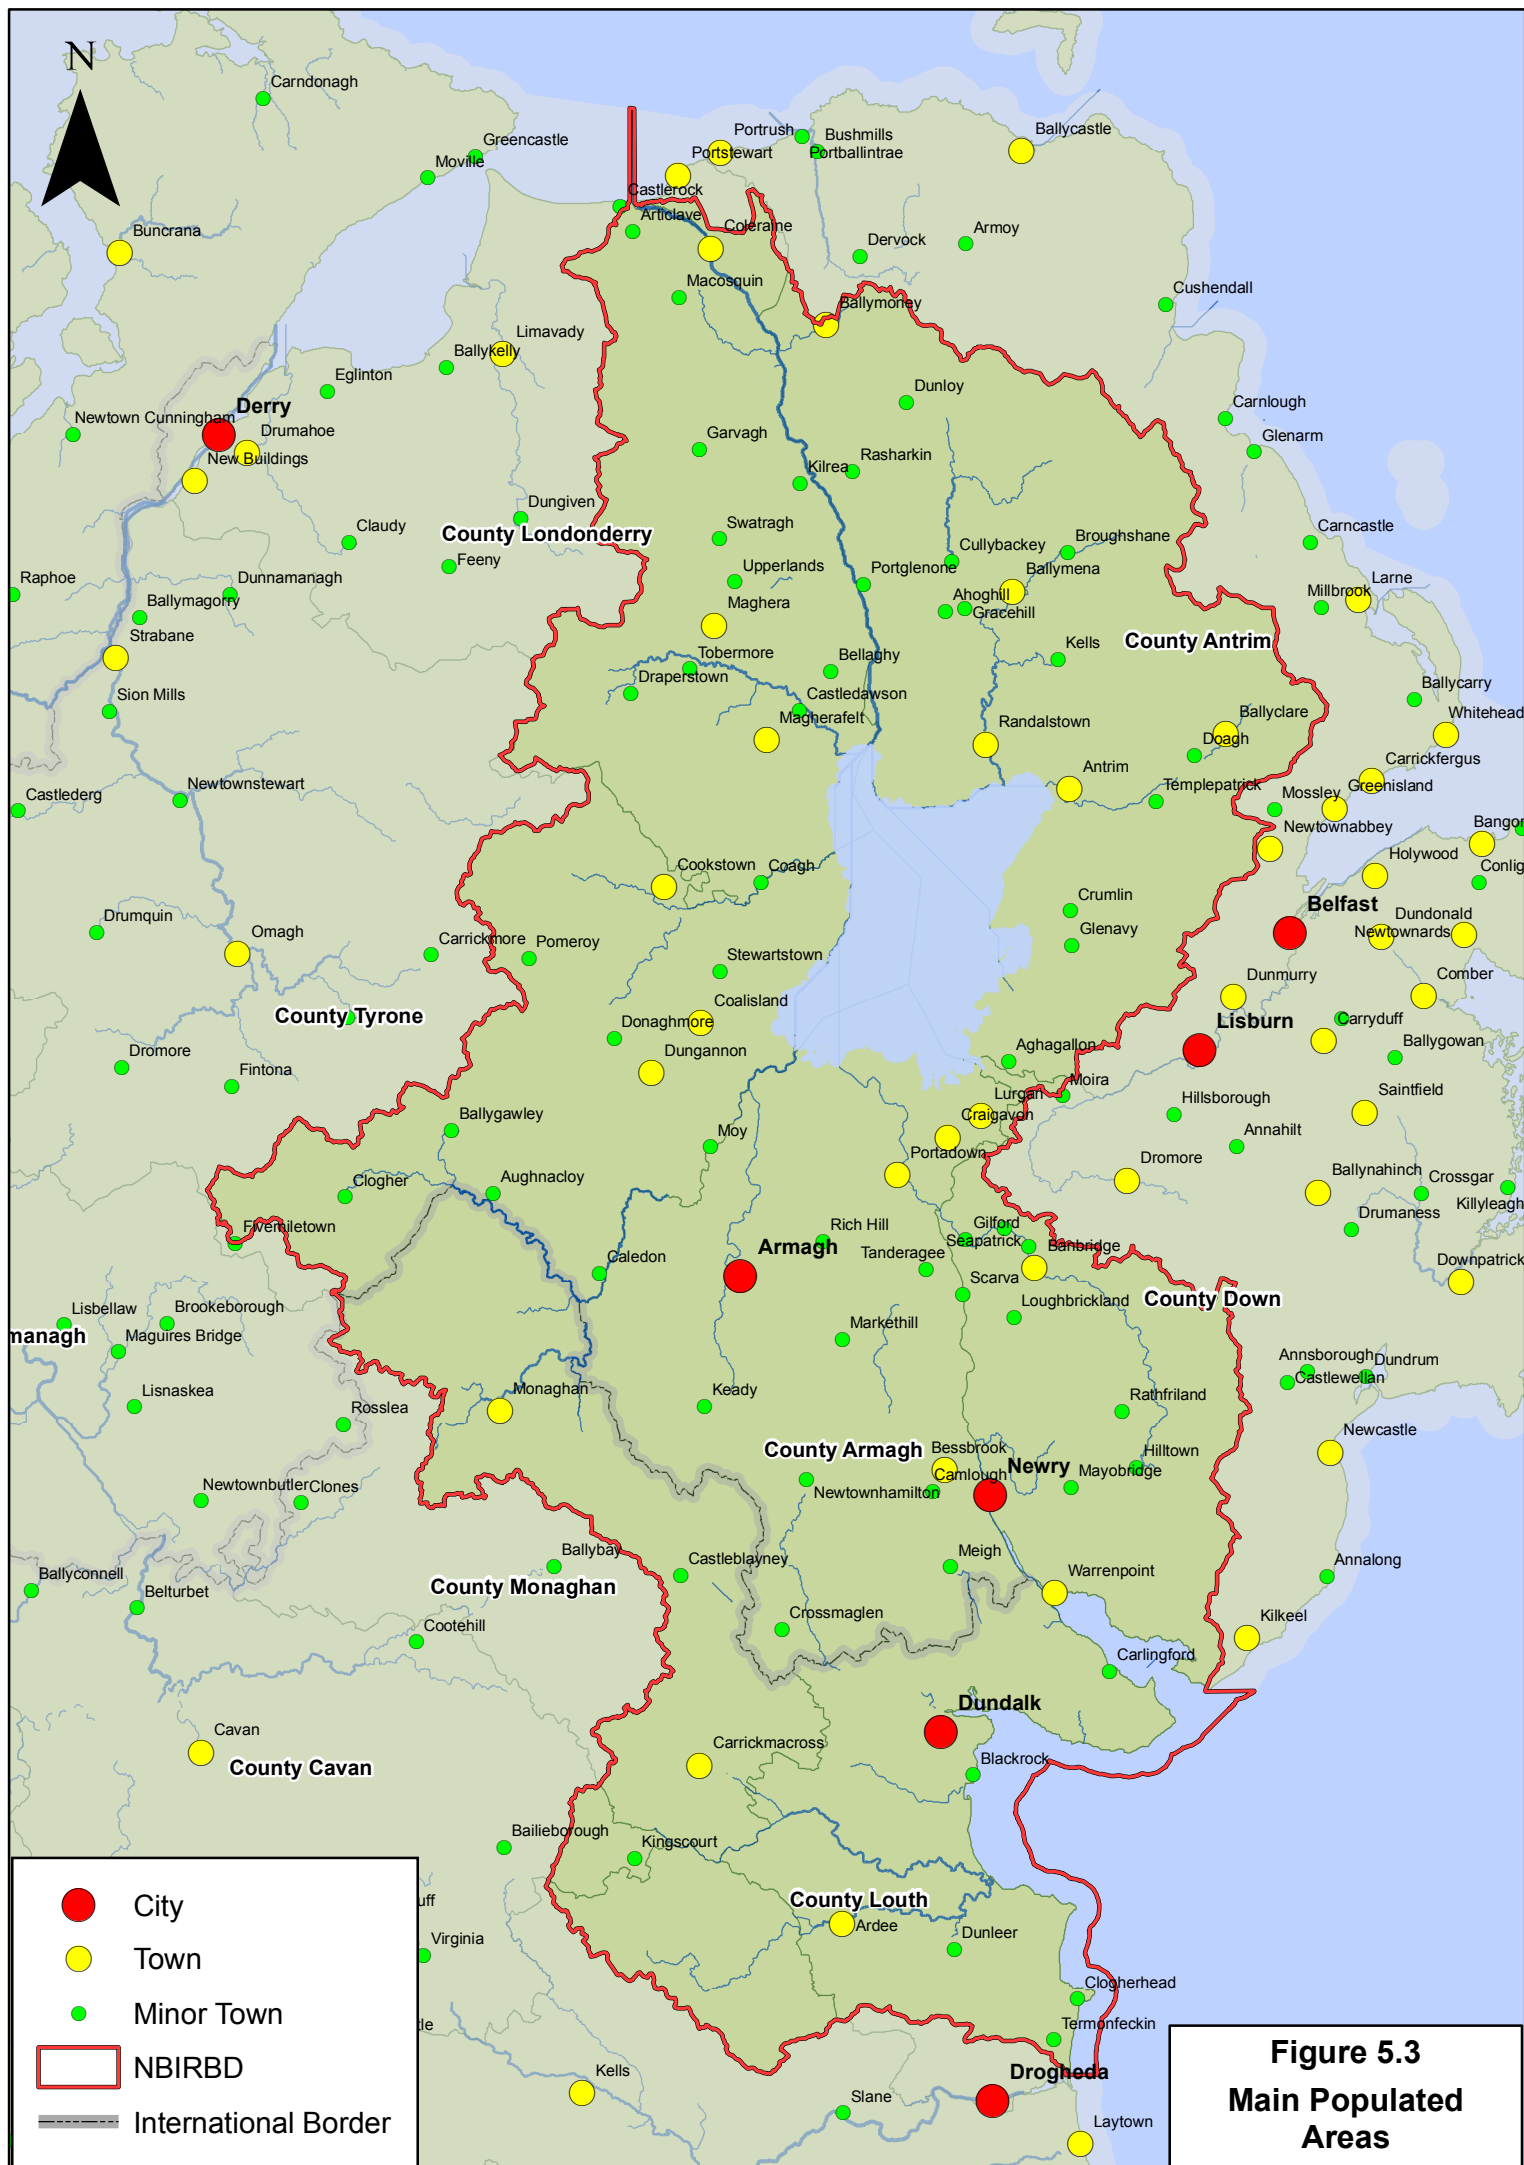 N
Carndonagh
Greencastle
Moville
Portrush
Bushmills
Portballintrae
Ballycastle
Portstewart
Castlerock
Articlave
Coleraine
Buncrana
Dervock
Armoy
Macosquin
Ballymoney
Cushendall
Limavady
Ballykelly
Eglinton
Dunloy
Derry
Newtown Cunningham
Drumahoe
New Buildings
Carnlough
Glenarm
Garvagh
Kilrea
Rasharkin
Dungiven
County Londonderry
Claudy
Feeny
Swatragh
Cullybackey
Broughshane
Carncastle
Raphoe
Dunnamanagh
Ballymagorry
Upperlands
Portglenone
Ballymena
Ahoghill
Gracehill
Larne
Millbrook
Maghera
Strabane
County Antrim
Tobermore
Bellaghy
Kells
Draperstown
Castledawson
Sion Mills
Magherafelt
Randalstown
Ballyclare
Ballycarry
Whitehead
Doagh
Antrim
Templepatrick
Carrickfergus
Greenisland
Mossley
Newtownstewart
Castlederg
Newtownabbey
Bangor
Holywood
Conlig
Cookstown
Coagh
Crumlin
Belfast
Dundonald
Newtownards
Drumquin
Omagh
Carrickmore
Pomeroy
Glenavy
Stewartstown
Dunmurry
Comber
County Tyrone
Coalisland
Donaghmore
Lisburn
Carryduff
Ballygowan
Dromore
Fintona
Dungannon
Aghagallon
Moira
Lurgan
Craigavon
Hillsborough
Saintfield
Ballygawley
Moy
Portadown
Annahilt
Dromore
Ballynahinch
Crossgar
Killyleagh
Clogher
Aughnacloy
Drumaness
Fivemiletown
Rich Hill
Gilford
Seapatrick
Banbridge
Armagh
Tanderagee
Downpatrick
Caledon
Scarva
County Down
Loughbrickland
Lisbellaw
Brookeborough
managh
Maguires Bridge
Markethill
Annsborough
Dundrum
Castlewellan
Lisnaskea
Monaghan
Keady
Rathfriland
Rosslea
County Armagh
Bessbrook
Newry
Newcastle
Hilltown
Mayobridge
Camlough
Newtownhamilton
Newtownbutler
Clones
Ballybay
Castleblayney
Meigh
Annalong
Ballyconnell
County Monaghan
Belturbet
Warrenpoint
Crossmaglen
Cootehill
Kilkeel
Carlingford
Dundalk
Cavan
County Cavan
Carrickmacross
Blackrock
Bailieborough
Kingscourt
County Louth
Ardee
Dunleer
uff
Virginia
Clogherhead
tle
Termonfeckin
Kells
Drogheda
Slane
Laytown
City
Town
Minor Town
NBIRBD
International Border
Figure 5.3
Main Populated
Areas